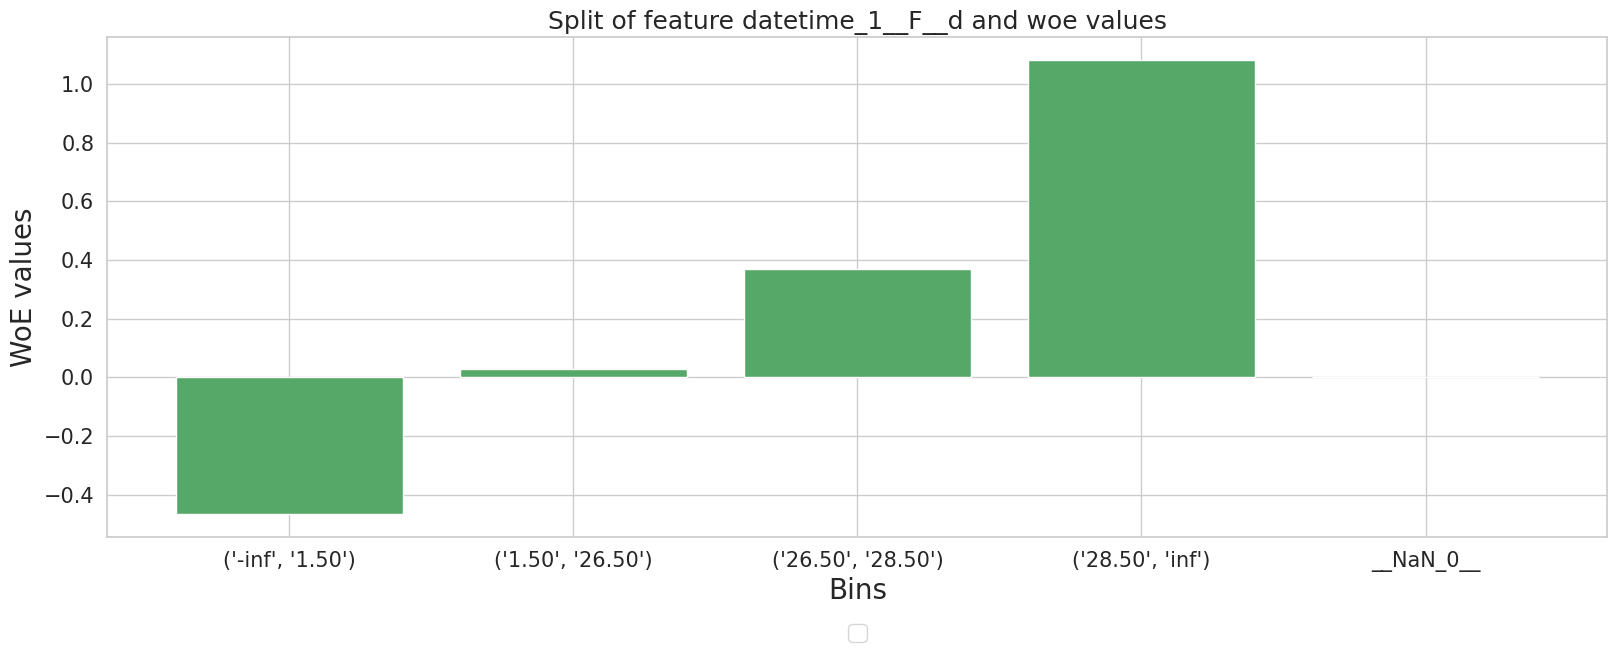 Split of feature datetime_1__F__d and woe values
WoE values
1.0
0.8
0.6
0.4
0.2
0.0
−0.2
−0.4
('-inf', '1.50')
('1.50', '26.50')
('26.50', '28.50')
('28.50', 'inf')
__NaN_0__
Bins